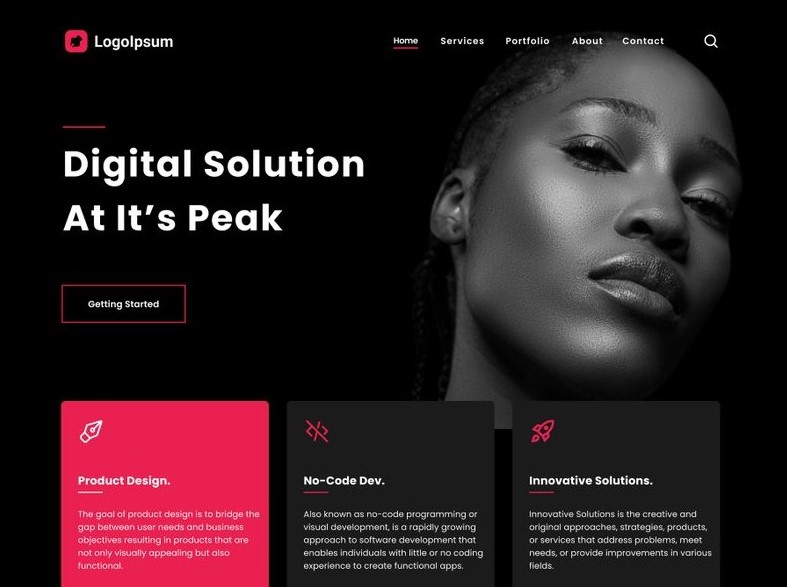 LogoIpsum
Home Services Portfolio About Contact
Digital Solution
At It’s Peak
Getting Started
Product Design.
The goal of product design is to bridge the
gap between user needs and business
objectives resulting in products that are
not only visually appealing but also
functional.
No-Code Dev.
Also known as no-code programming or
visual development, is a rapidly growing
approach to software development that
enables individuals with little or no coding
experience to create functional apps.
Innovative Solutions.
Innovative Solutions is the creative and
original approaches, strategies, products,
or services that address problems, meet
needs, or provide improvements in various
fields.